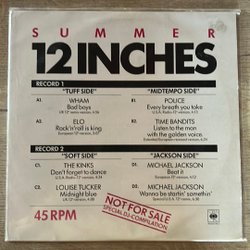 SUMMER
12 INCHES
RECORD 1
"TUFF SIDE"
"MIDTEMPO SIDE"
A1. WHAM
Bad boys
B1. POLICE
Every breath you take
A2. ELO
Rock'n'roll is king
B2. TIME BANDITS
Listen to the man
with the golden voice.
RECORD 2
"SOFT SIDE"
"JACKSON SIDE"
C1. THE KINKS
Don't forget to dance
D1. MICHAEL JACKSON
Beat it
C2. LOUISE TUCKER
Midnight blue
D2. MICHAEL JACKSON
Wanna be startin' somethin'
NOT FOR SALE
SPECIAL DJ-COMPILATION
45 RPM
CBS